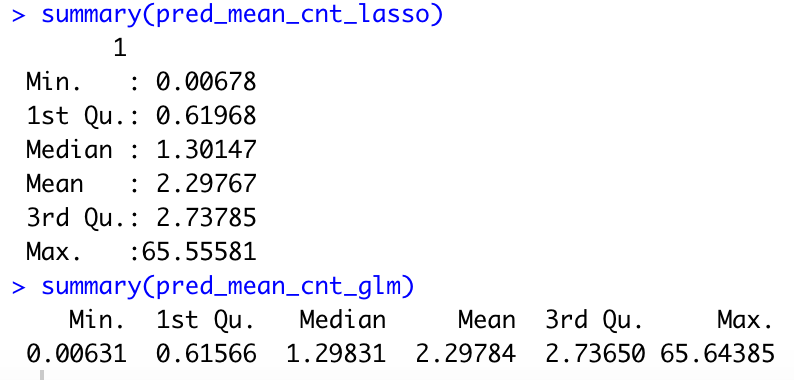 > summary(pred_mean_cnt_lasso)
       1
 Min.   : 0.00678
 1st Qu.: 0.61968
 Median : 1.30147
 Mean   : 2.29767
 3rd Qu.: 2.73785
 Max.   :65.55581
> summary(pred_mean_cnt_glm)
    Min.  1st Qu.   Median     Mean  3rd Qu.     Max.
 0.00631  0.61566  1.29831  2.29784  2.73650 65.64385